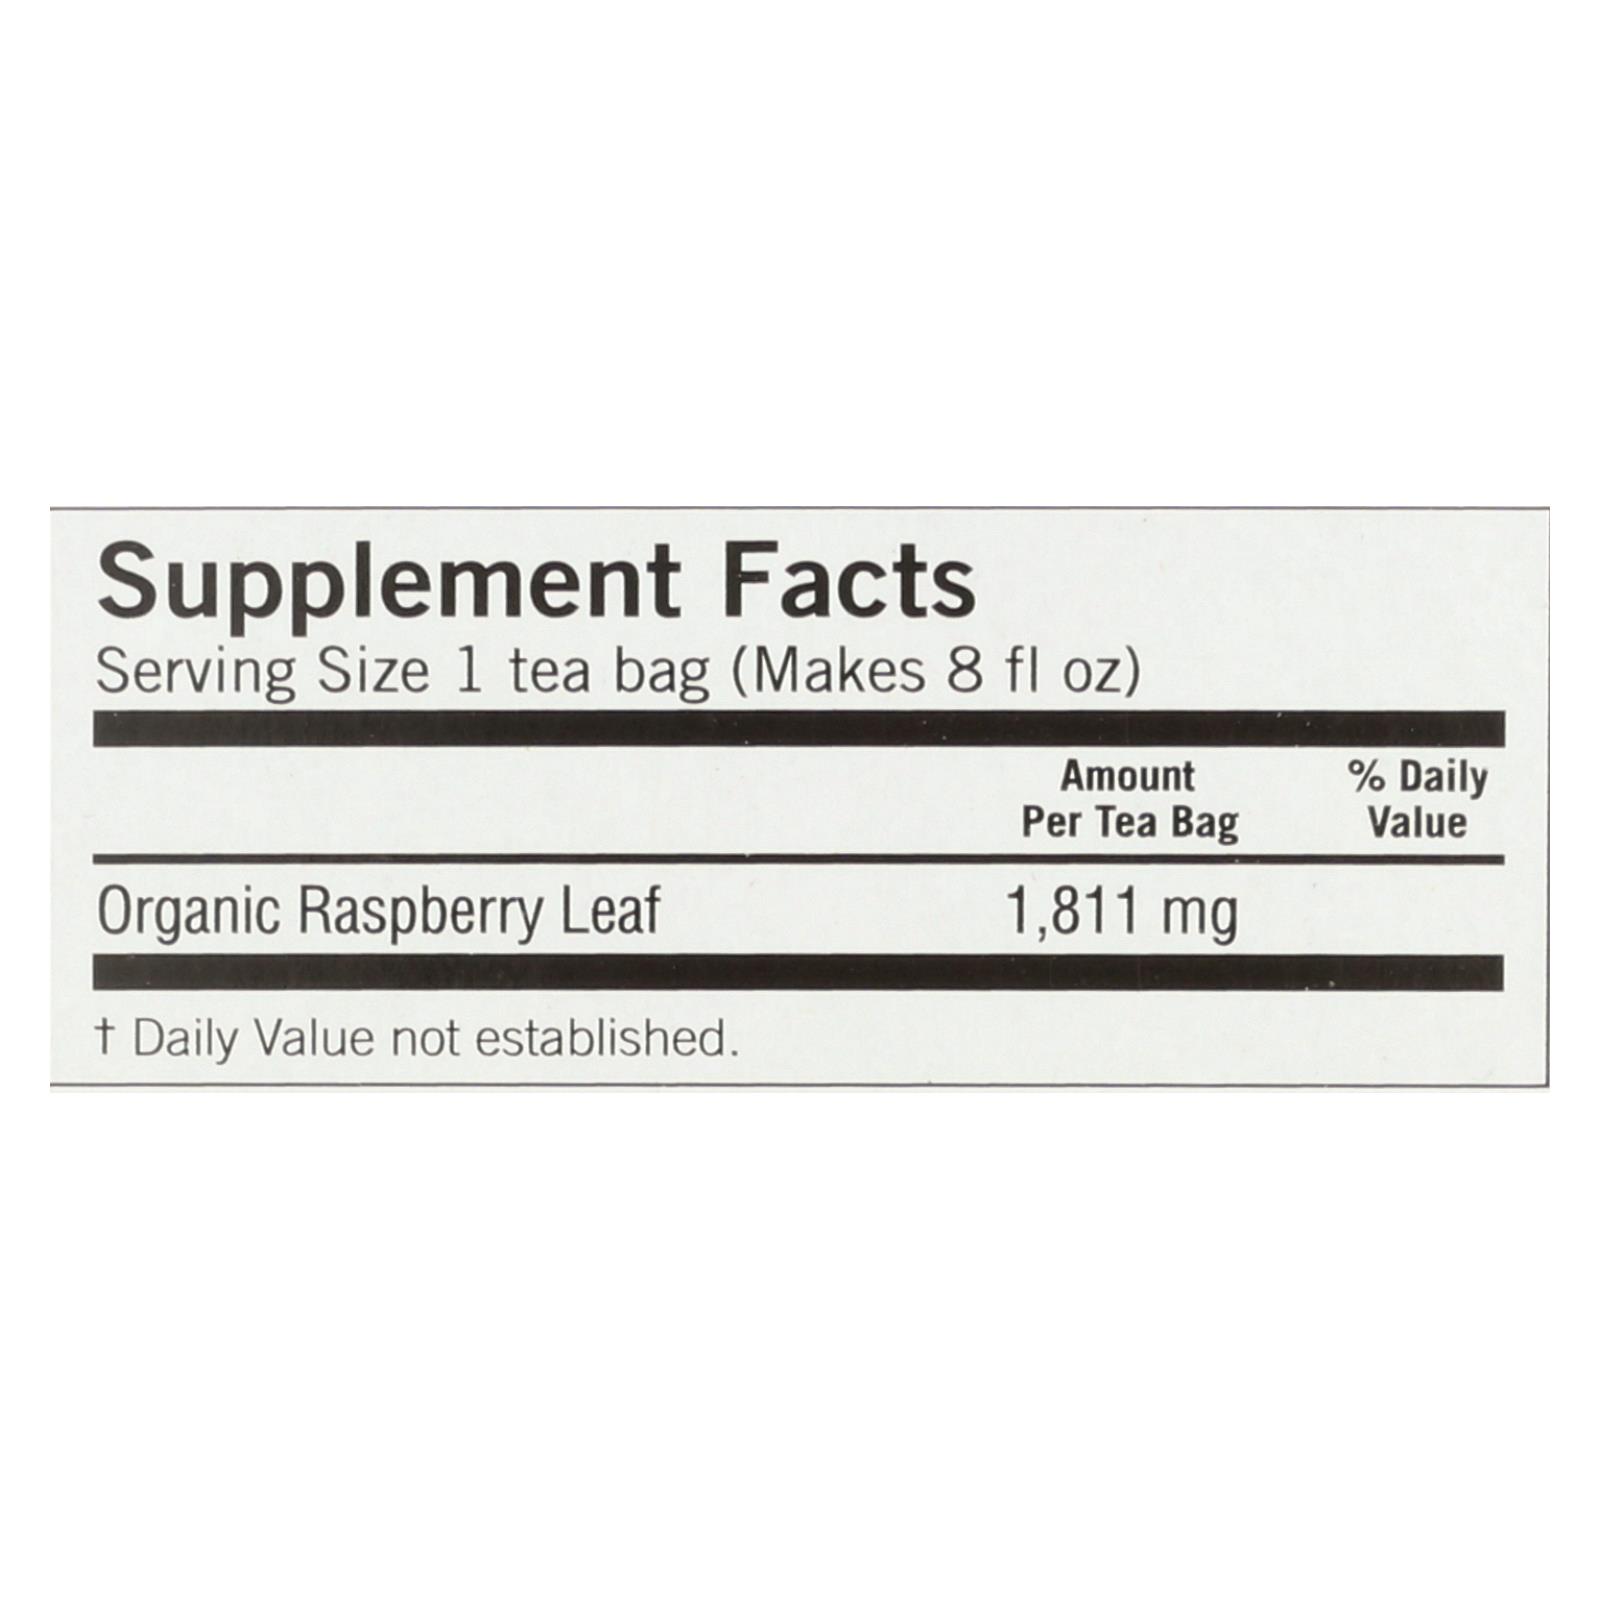 Supplement Facts
Serving Size 1 tea bag (Makes 8 fl oz)
Amount Per Tea Bag
% Daily Value
Organic Raspberry Leaf 1,811 mg
† Daily Value not established.